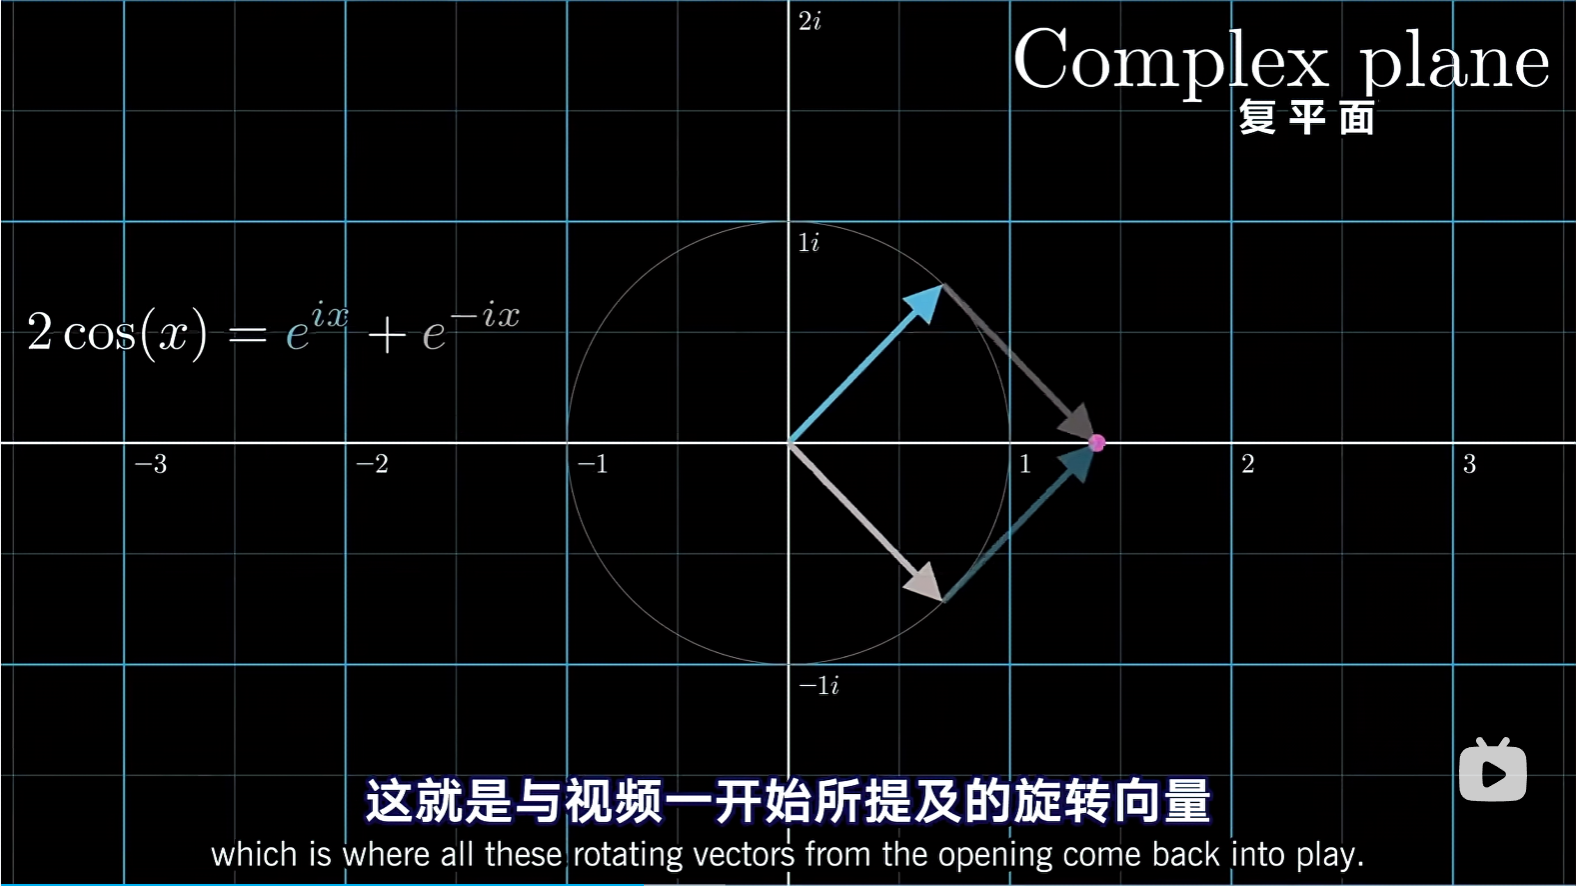 2i
Complex plane
复平面
1i
2 cos(x) = e^{ix} + e^{-ix}
−3 −2 −1 1 2 3
−1i
这就是与视频一开始所提及的旋转向量
which is where all these rotating vectors from the opening come back into play.